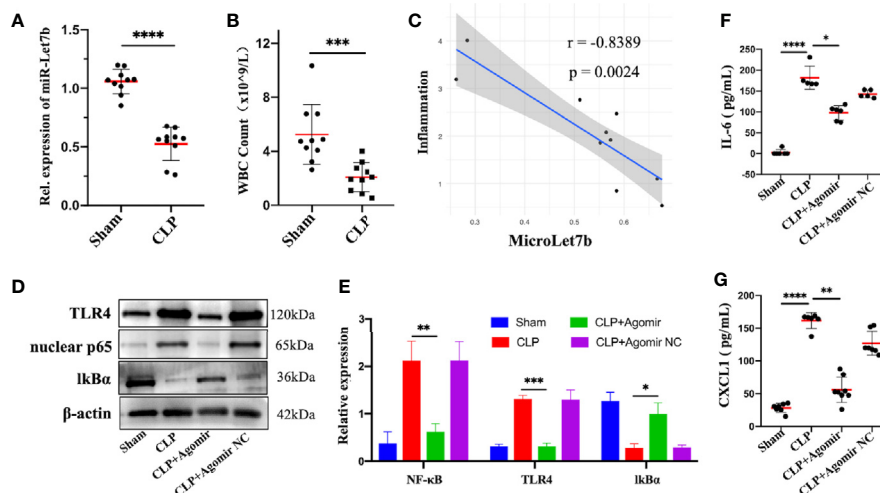 A
Rel. expression of miR-Let7b
1.5
1.0
0.5
0.0
****
Sham
CLP
B
WBC Count (x10^9/L)
12
8
4
0
***
Sham
CLP
C
Inflammation
4
3
2
1
r = -0.8389
p = 0.0024
0.3
0.4
0.5
0.6
MicroLet7b
F
IL-6 ( pg/mL)
250
200
150
100
50
0
-50
****
*
Sham
CLP
CLP+Agomir
CLP+Agomir NC
D
TLR4
120kDa
nuclear p65
65kDa
lkBα
36kDa
β-actin
42kDa
Sham
CLP
CLP+Agomir
CLP+Agomir NC
E
Relative expression
3
2
1
0
Sham
CLP
CLP+Agomir
CLP+Agomir NC
**
***
*
NF-κB
TLR4
lkBα
G
CXCL1 ( pg/mL)
200
150
100
50
0
****
**
Sham
CLP
CLP+Agomir
CLP+Agomir NC